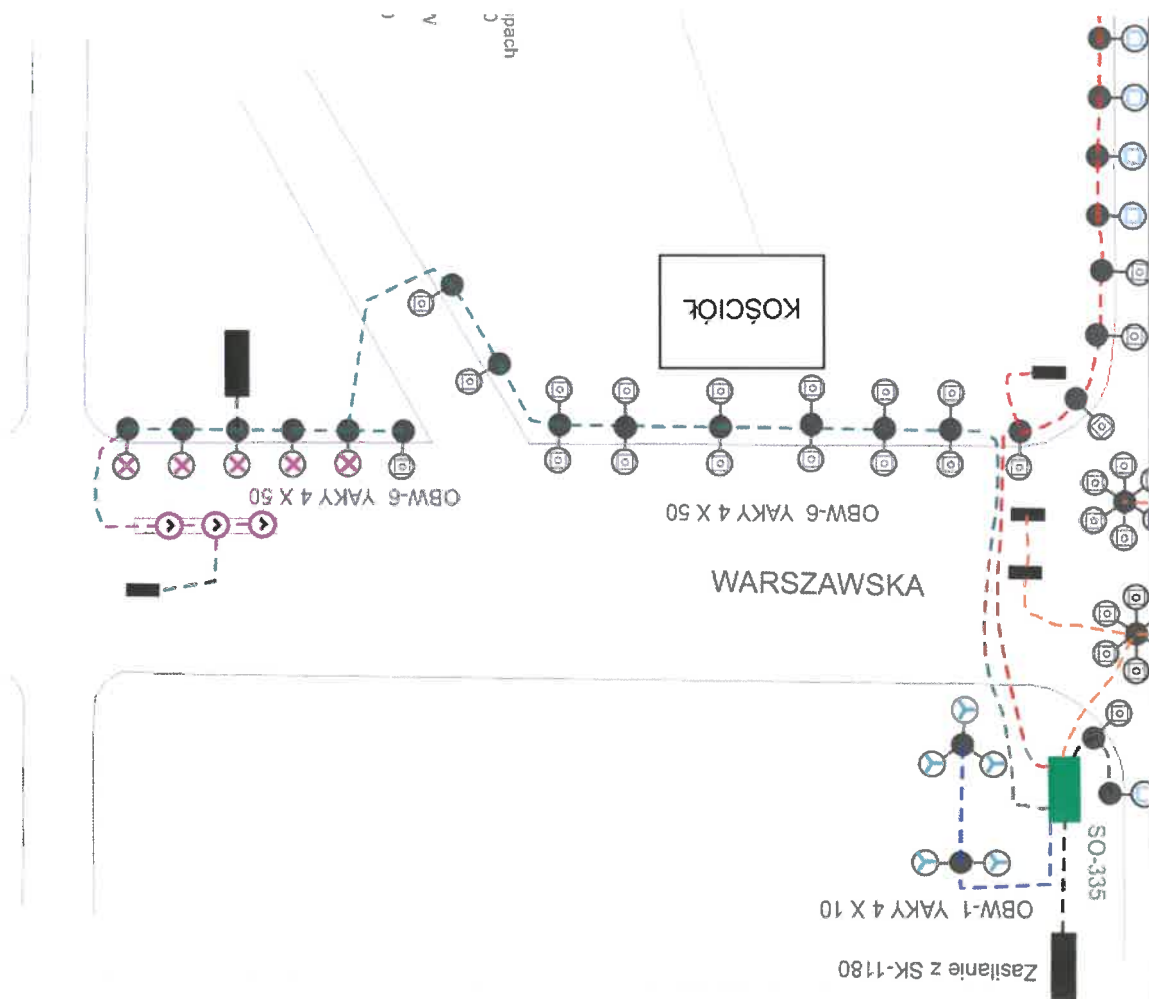 KOŚCIÓŁ
OBW-6 YAKY 4 X 50
OBW-6 YAKY 4 X 50
WARSZAWSKA
SO-335
OBW-1 YAKY 4 X 10
Zasilanie z SK-1180